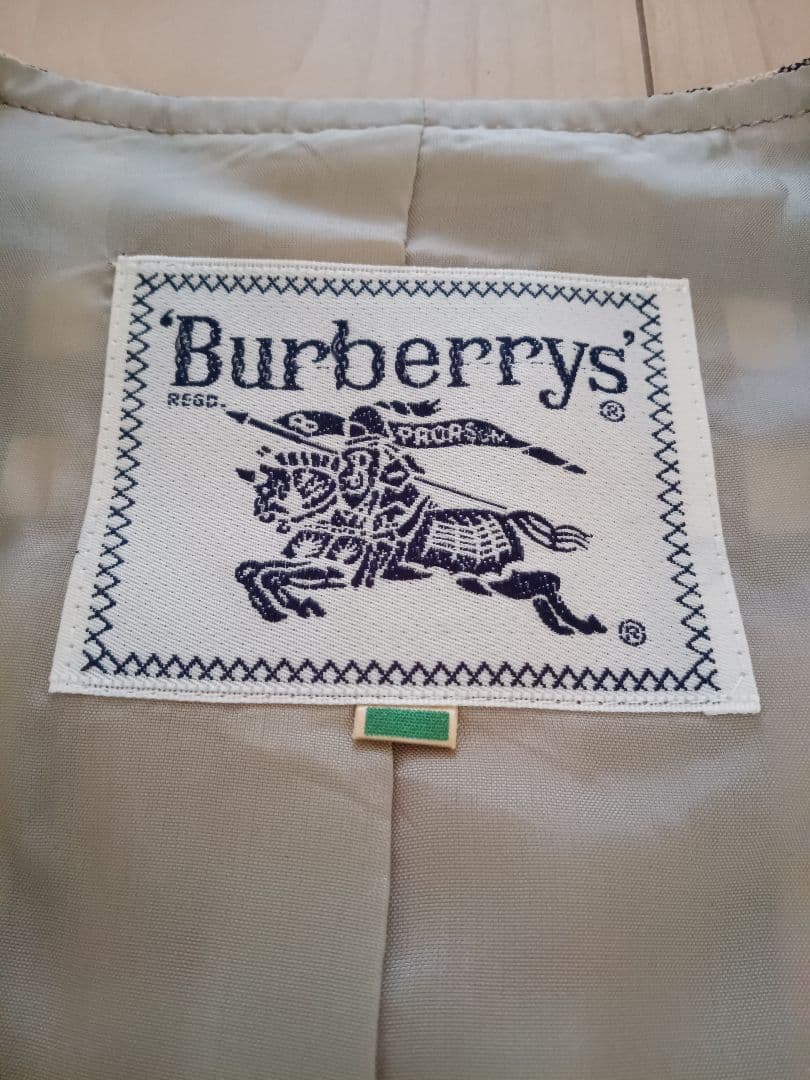 'Burberrys'
REGD. ®
PRORSUM
®